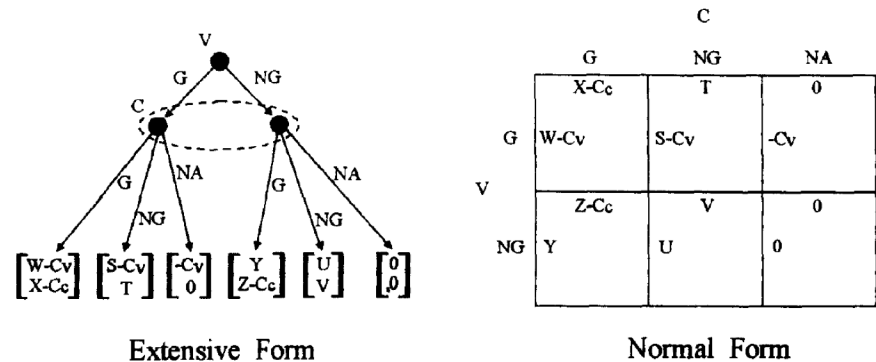 V
G NG
C
G NA G NA
NG NG
[W-Cv X-Cc] [S-Cv T] [-Cv 0] [Y Z-Cc] [U V] [0 0]
Extensive Form
C
G NG NA
X-Cc T 0
G W-Cv S-Cv -Cv
V
Z-Cc V 0
NG Y U 0
Normal Form